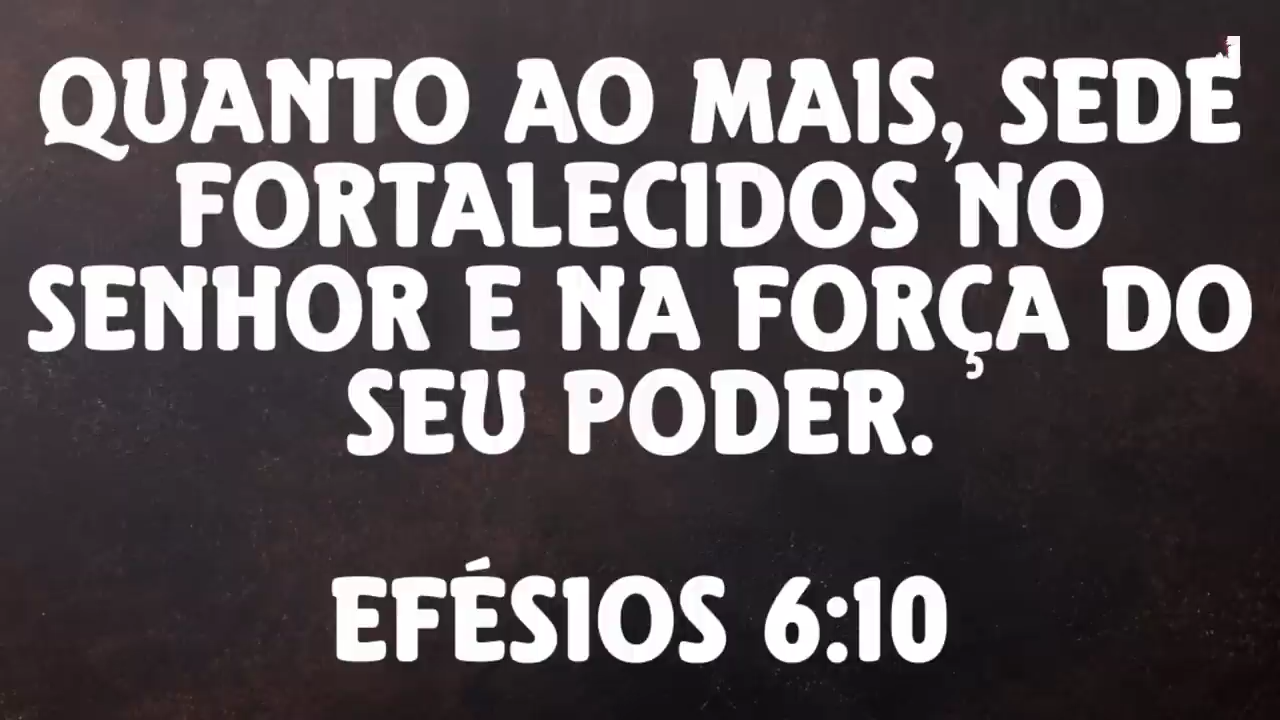 QUANTO AO MAIS, SEDE
FORTALECIDOS NO
SENHOR E NA FORÇA DO
SEU PODER.
EFÉSIOS 6:10